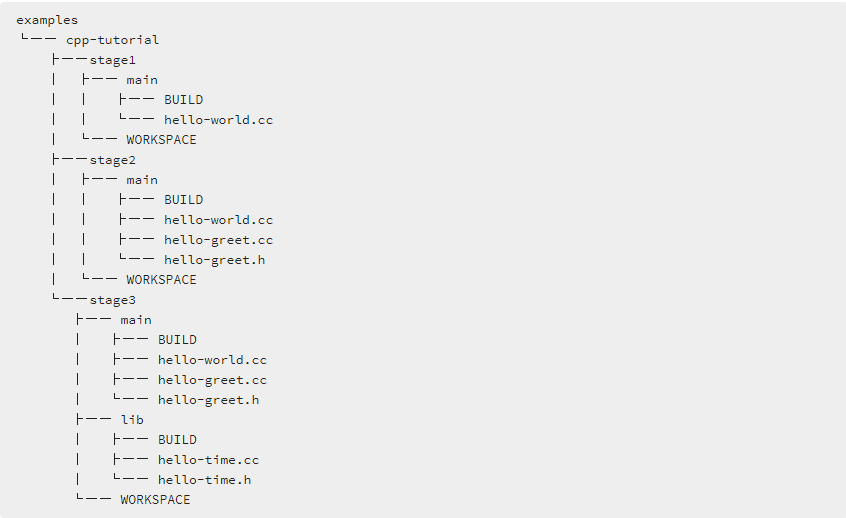 examples
└── cpp-tutorial
    ├──stage1
    │  ├── main
    │  │   ├── BUILD
    │  │   └── hello-world.cc
    │  └── WORKSPACE
    ├──stage2
    │  ├── main
    │  │   ├── BUILD
    │  │   ├── hello-world.cc
    │  │   ├── hello-greet.cc
    │  │   └── hello-greet.h
    │  └── WORKSPACE
    └──stage3
       ├── main
       │   ├── BUILD
       │   ├── hello-world.cc
       │   ├── hello-greet.cc
       │   └── hello-greet.h
       ├── lib
       │   ├── BUILD
       │   ├── hello-time.cc
       │   └── hello-time.h
       └── WORKSPACE